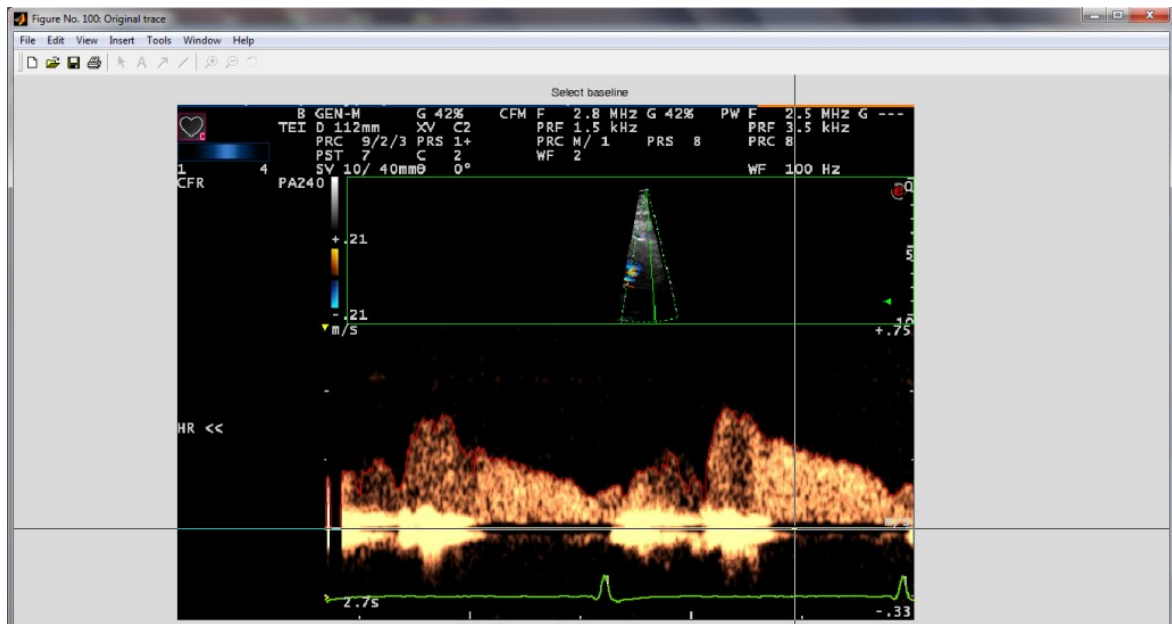 Figure No. 100: Original trace
File Edit View Insert Tools Window Help
Select baseline
B GEN-M G 42% CFM F 2.8 MHz G 42% PW F 2.5 MHz G ---
TEI D 112mm XV C2 PRF 1.5 kHz PRF 3.5 kHz
PRC 9/2/3 PRS 1+ PRC M/ 1 PRS 8 PRC 8
PST 7 C 2 WF 2
1 4 SV 10/ 40mmθ 0° WF 100 Hz
CFR PA240
+.21
5
-.21
m/s +.75
HR <<
2.7s
-.33